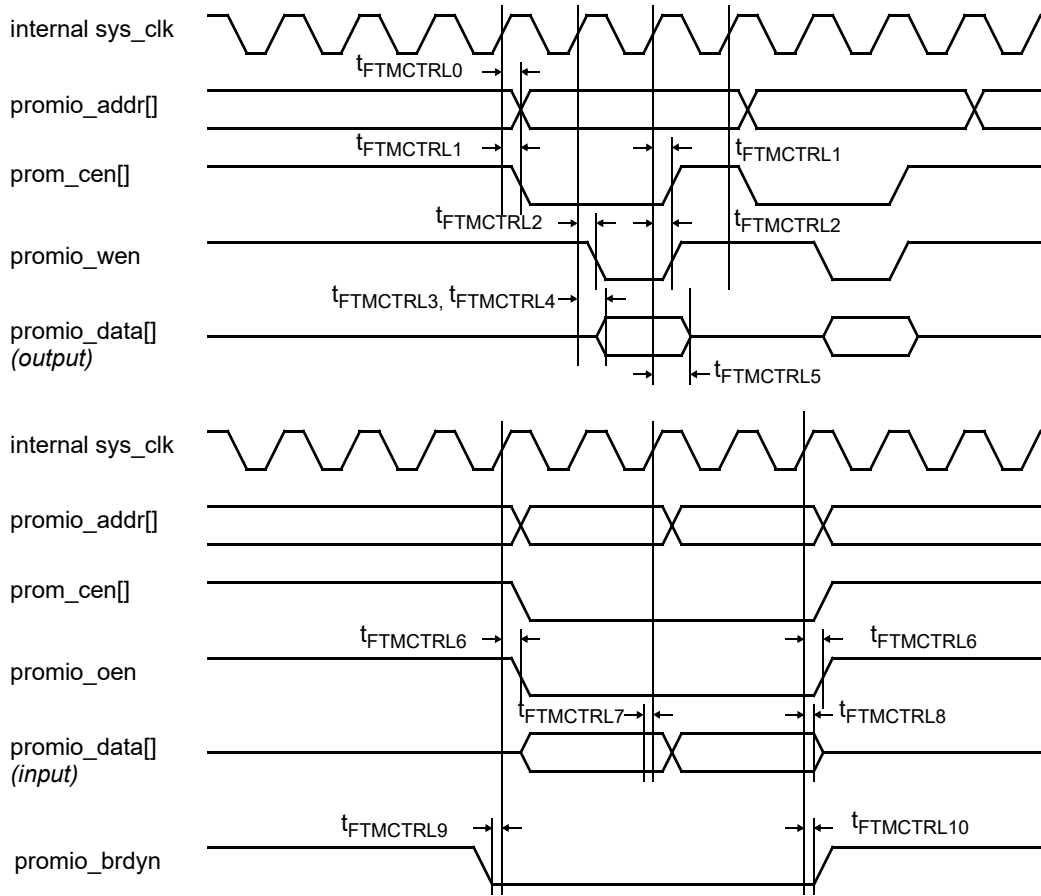 internal sys_clk
tFTMCTRL0
promio_addr[]
tFTMCTRL1 tFTMCTRL1
prom_cen[]
tFTMCTRL2 tFTMCTRL2
promio_wen
tFTMCTRL3, tFTMCTRL4
promio_data[]
(output)
tFTMCTRL5
internal sys_clk
promio_addr[]
prom_cen[]
tFTMCTRL6 tFTMCTRL6
promio_oen
tFTMCTRL7 tFTMCTRL8
promio_data[]
(input)
tFTMCTRL9 tFTMCTRL10
promio_brdyn